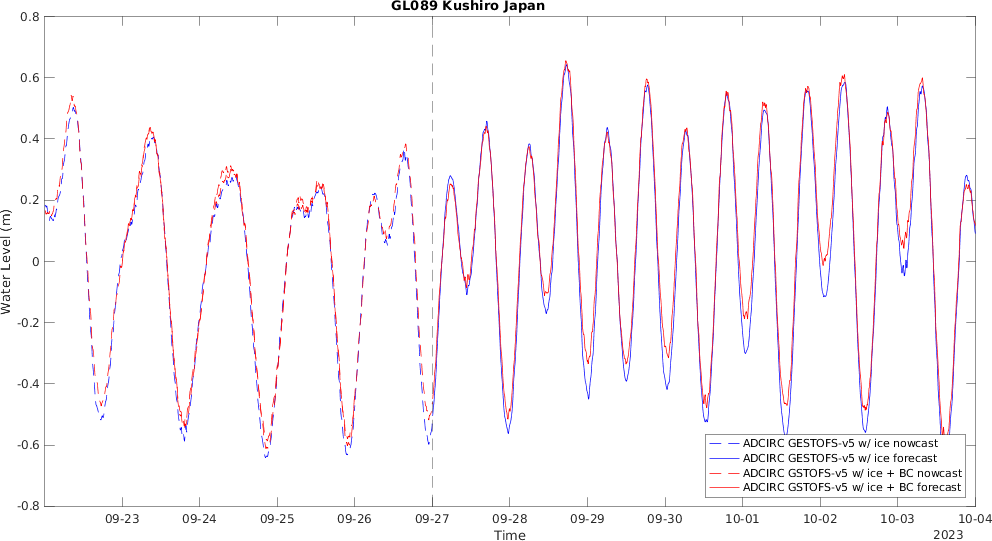 GL089 Kushiro Japan
0.8
0.6
0.4
0.2
0
-0.2
-0.4
-0.6
-0.8
Water Level (m)
ADCIRC GESTOFS-v5 w/ ice nowcast
ADCIRC GESTOFS-v5 w/ ice forecast
ADCIRC GSTOFS-v5 w/ ice + BC nowcast
ADCIRC GSTOFS-v5 w/ ice + BC forecast
09-23 09-24 09-25 09-26 09-27 09-28 09-29 09-30 10-01 10-02 10-03 10-04
2023
Time